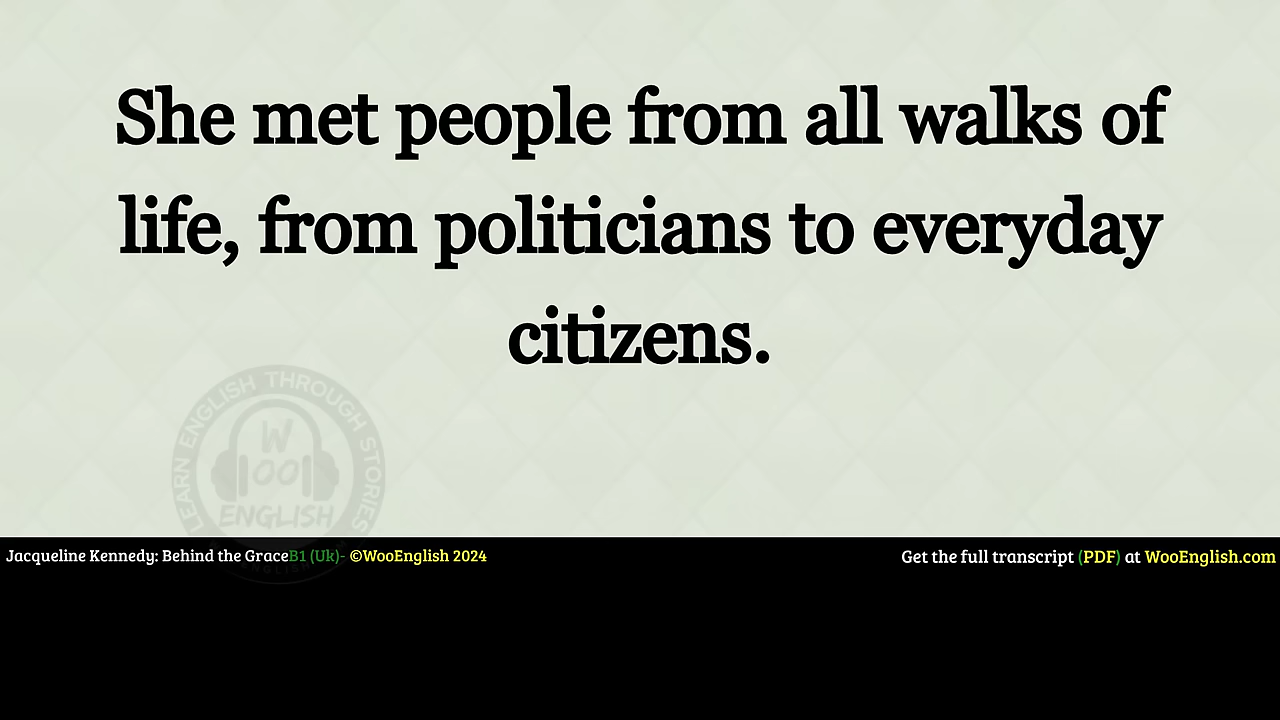 She met people from all walks of
life, from politicians to everyday
citizens.
LEARN ENGLISH THROUGH STORIES
W
OO
ENGLISH
Jacqueline Kennedy: Behind the GraceB1 (Uk)- ©WooEnglish 2024
Get the full transcript (PDF) at WooEnglish.com